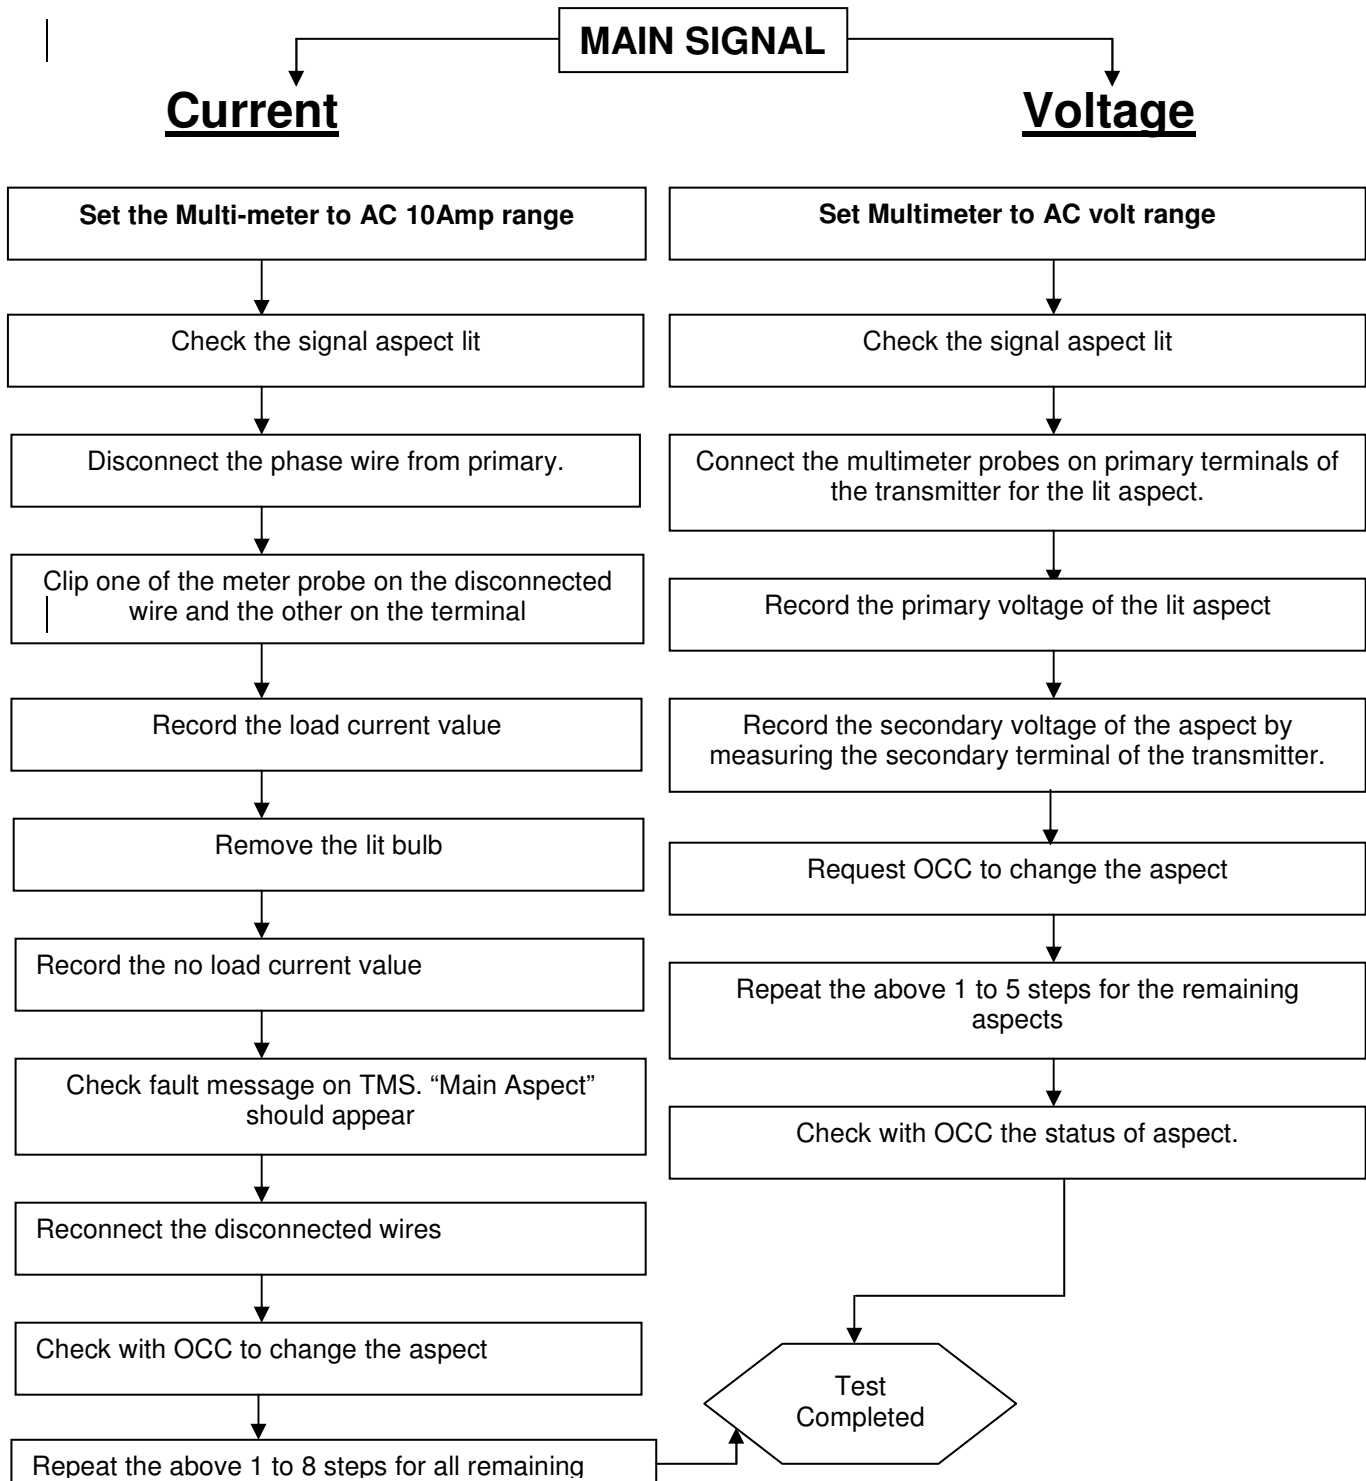 MAIN SIGNAL
Current
Set the Multi-meter to AC 10Amp range
Check the signal aspect lit
Disconnect the phase wire from primary.
Clip one of the meter probe on the disconnected
wire and the other on the terminal
Record the load current value
Remove the lit bulb
Record the no load current value
Check fault message on TMS. “Main Aspect”
should appear
Reconnect the disconnected wires
Check with OCC to change the aspect
Repeat the above 1 to 8 steps for all remaining
Voltage
Set Multimeter to AC volt range
Check the signal aspect lit
Connect the multimeter probes on primary terminals of
the transmitter for the lit aspect.
Record the primary voltage of the lit aspect
Record the secondary voltage of the aspect by
measuring the secondary terminal of the transmitter.
Request OCC to change the aspect
Repeat the above 1 to 5 steps for the remaining
aspects
Check with OCC the status of aspect.
Test
Completed